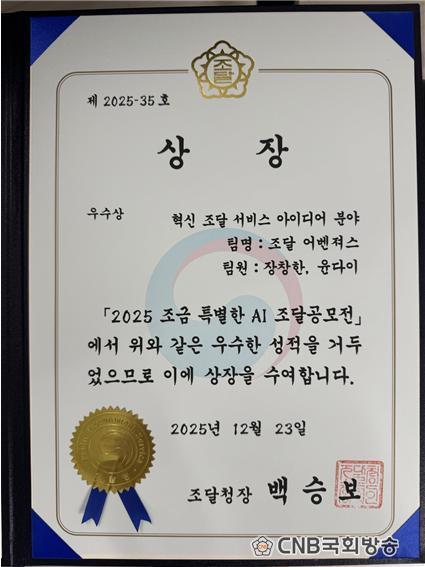 조달
제 2025-35 호
상 장
우수상
혁신 조달 서비스 아이디어 분야
팀명 : 조달 어벤져스
팀원 : 장창한, 윤다이
「2025 조금 특별한 AI 조달공모전」
에서 위와 같은 우수한 성적을 거두
었으므로 이에 상장을 수여합니다.
2025년 12월 23일
조달청장 백승보
CNB국회방송